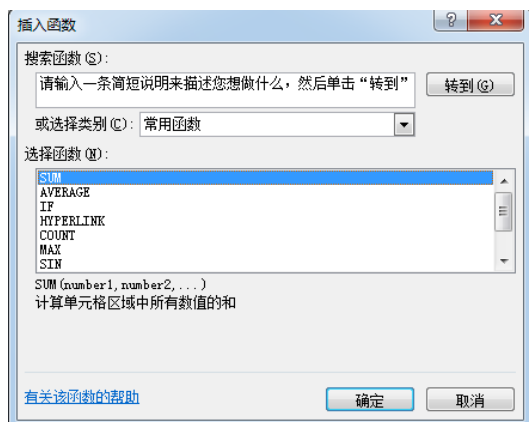 插入函数
搜索函数(S):
请输入一条简短说明来描述您想做什么，然后单击“转到”
转到(G)
或选择类别(C): 常用函数
选择函数(N):
SUM
AVERAGE
IF
HYPERLINK
COUNT
MAX
SIN
SUM(number1,number2,...)
计算单元格区域中所有数值的和
有关该函数的帮助
确定
取消